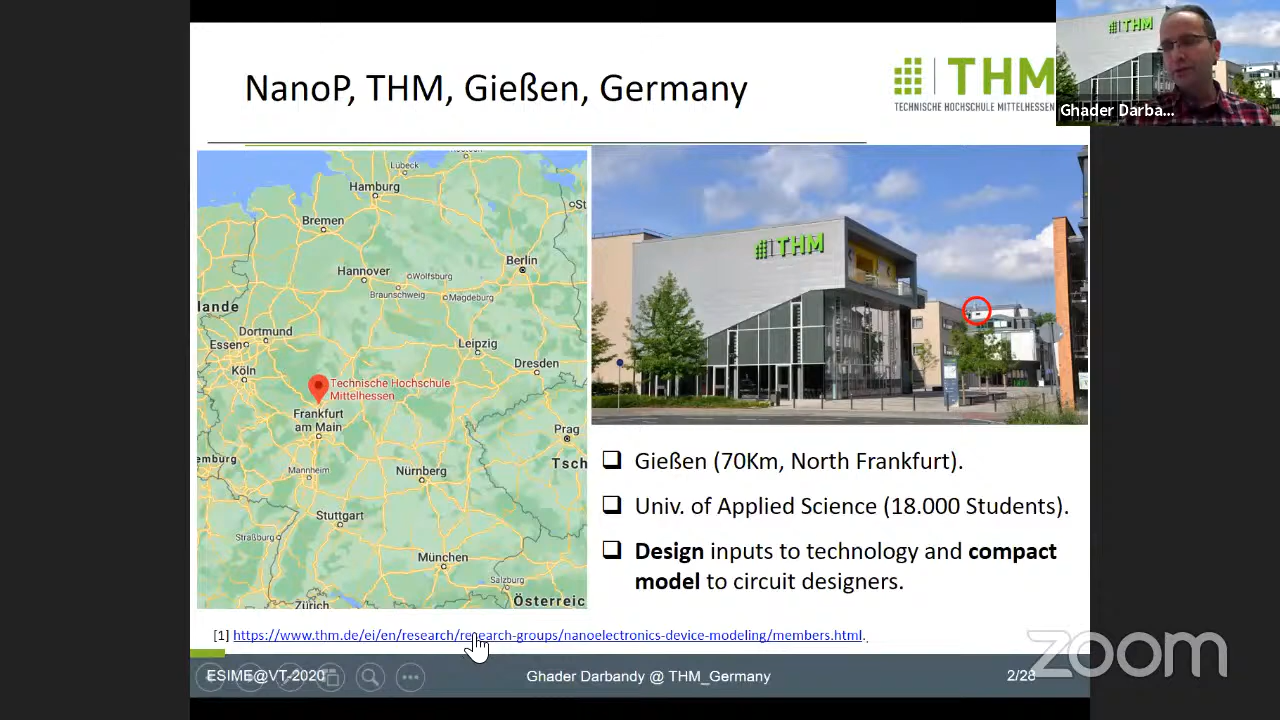 NanoP, THM, Gießen, Germany
THM
TECHNISCHE HOCHSCHULE MITTELHESSEN
THM
Ghader Darba...
Lübeck
Hamburg
Bremen
Berlin
Hannover
Wolfsburg
Braunschweig
Magdeburg
lande
Dortmund
Essen
Leipzig
Köln
Dresden
Technische Hochschule
Mittelhessen
Frankfurt
am Main
Prag
emburg
Mannheim
Tsch
Nürnberg
Stuttgart
Straßburg
München
Salzburg
Zürich
Österreic
THM
Gießen (70Km, North Frankfurt).
Univ. of Applied Science (18.000 Students).
Design inputs to technology and compact
model to circuit designers.
[1] https://www.thm.de/ei/en/research/research-groups/nanoelectronics-device-modeling/members.html.
ESIME@VT-2020
Ghader Darbandy @ THM_Germany
2/28
zoom